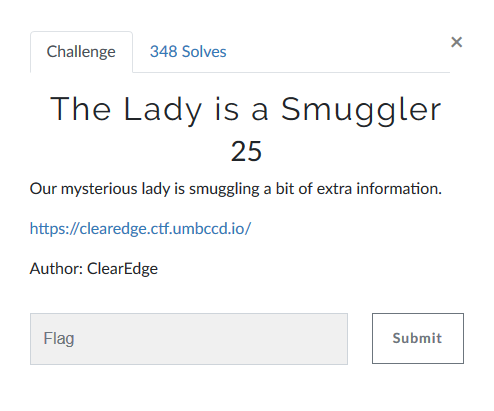 Challenge
348 Solves
×
The Lady is a Smuggler
25
Our mysterious lady is smuggling a bit of extra information.
https://clearedge.ctf.umbccd.io/
Author: ClearEdge
Flag
Submit